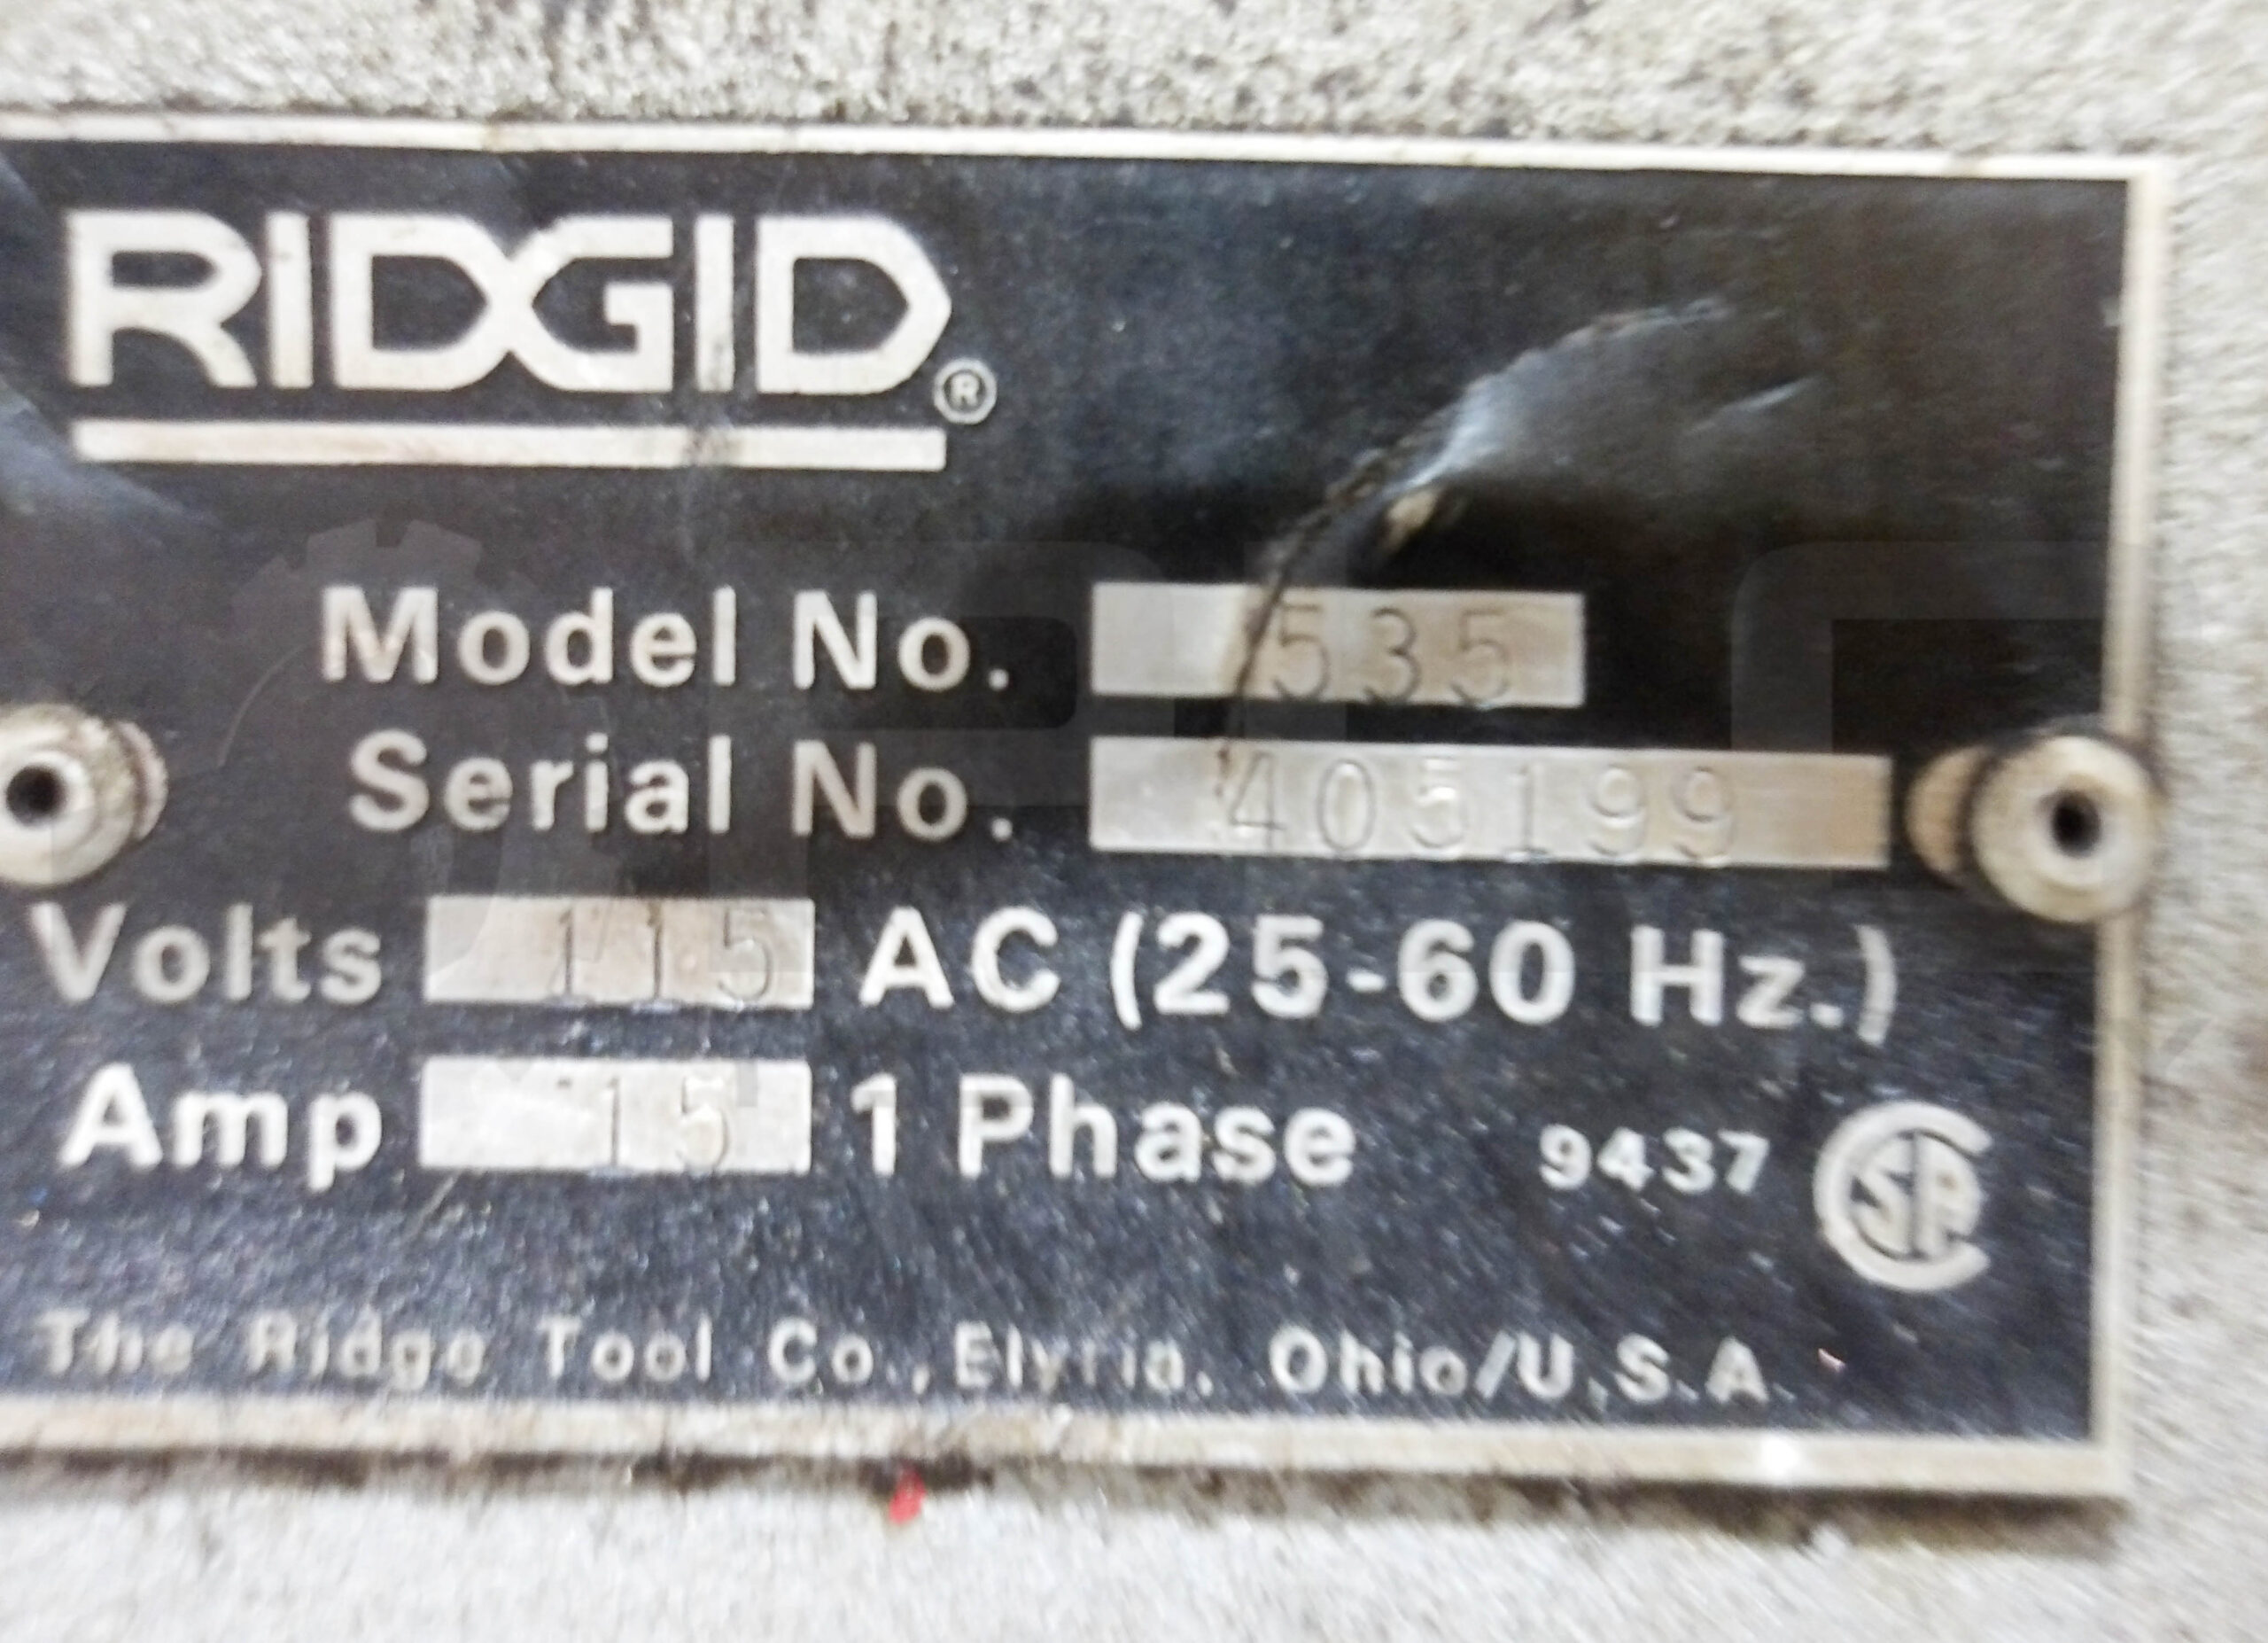 RIDGID®
Model No. 535
Serial No. 405199
Volts 115 AC (25-60 Hz.)
Amp 15 1 Phase 9437 SP
The Ridge Tool Co., Elyria, Ohio/U.S.A.